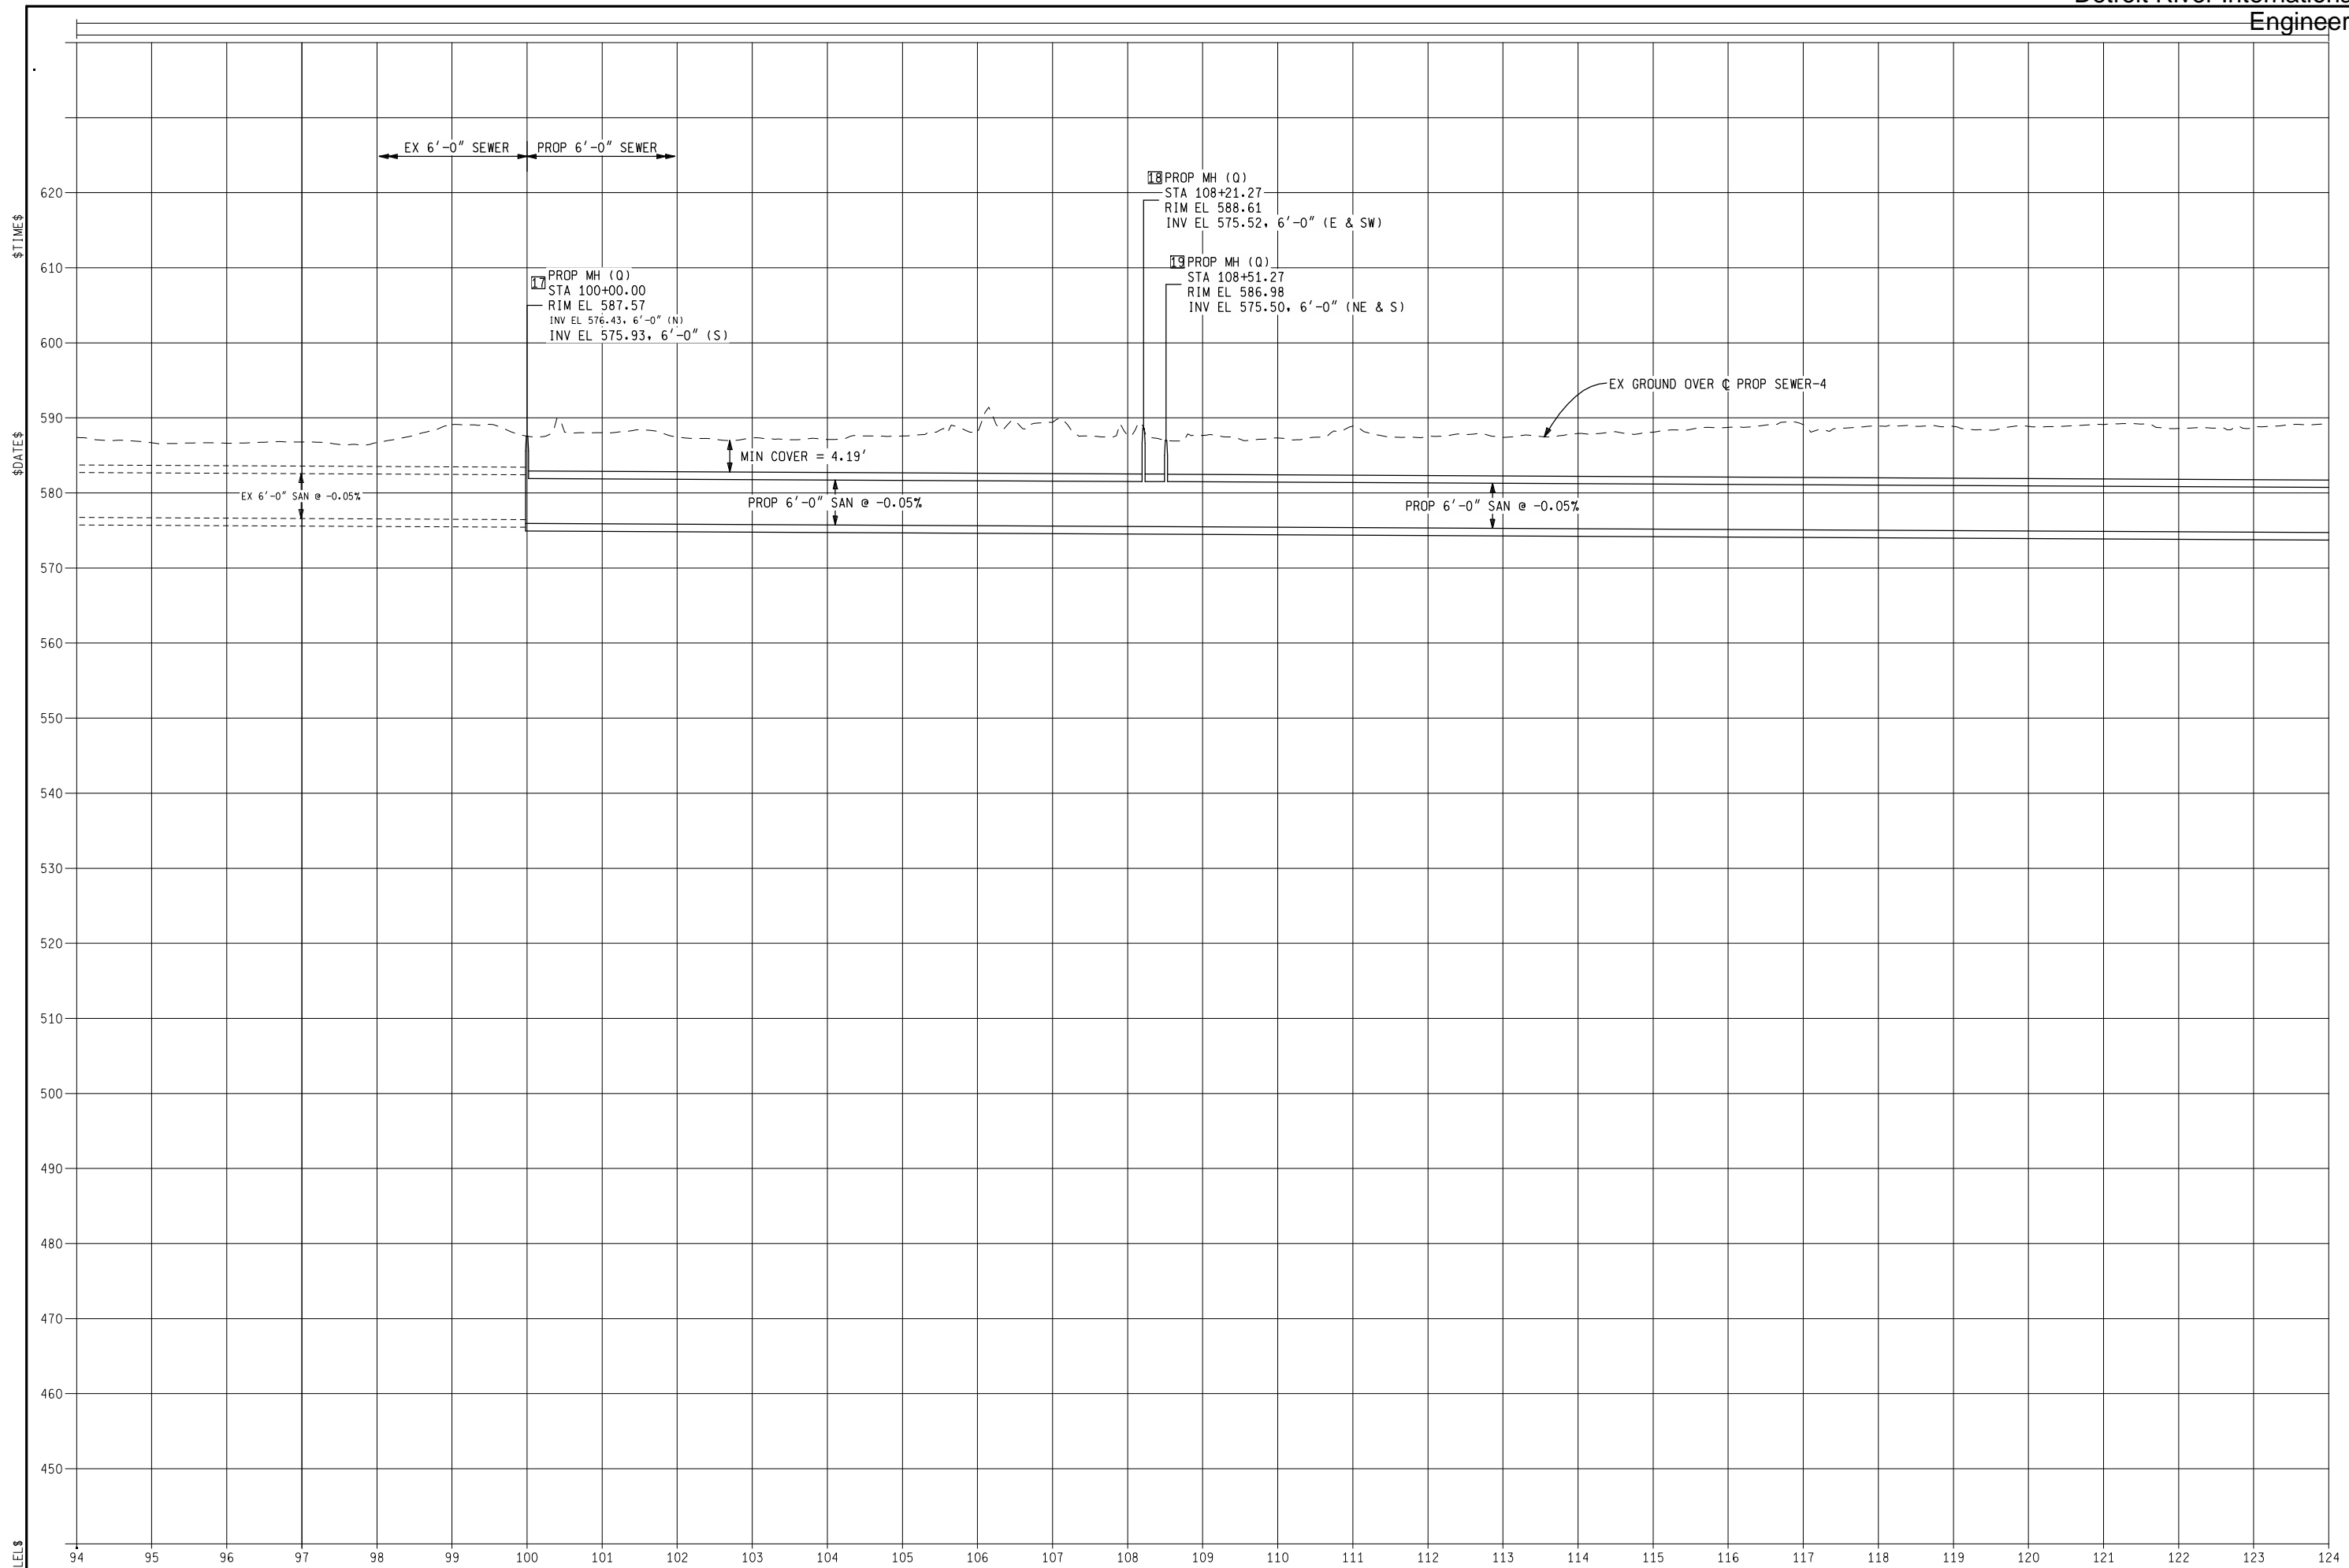 Engineer
EX 6'-0" SEWER
PROP 6'-0" SEWER
18 PROP MH (Q)
STA 108+21.27
RIM EL 588.61
INV EL 575.52, 6'-0" (E & SW)
19 PROP MH (Q)
STA 108+51.27
RIM EL 586.98
INV EL 575.50, 6'-0" (NE & S)
17 PROP MH (Q)
STA 100+00.00
RIM EL 587.57
INV EL 576.43, 6'-0" (N)
INV EL 575.93, 6'-0" (S)
EX GROUND OVER ℄ PROP SEWER-4
MIN COVER = 4.19'
EX 6'-0" SAN @ -0.05%
PROP 6'-0" SAN @ -0.05%
PROP 6'-0" SAN @ -0.05%
$TIME$
$DATE$
LEL$
620
610
600
590
580
570
560
550
540
530
520
510
500
490
480
470
460
450
94 95 96 97 98 99 100 101 102 103 104 105 106 107 108 109 110 111 112 113 114 115 116 117 118 119 120 121 122 123 124